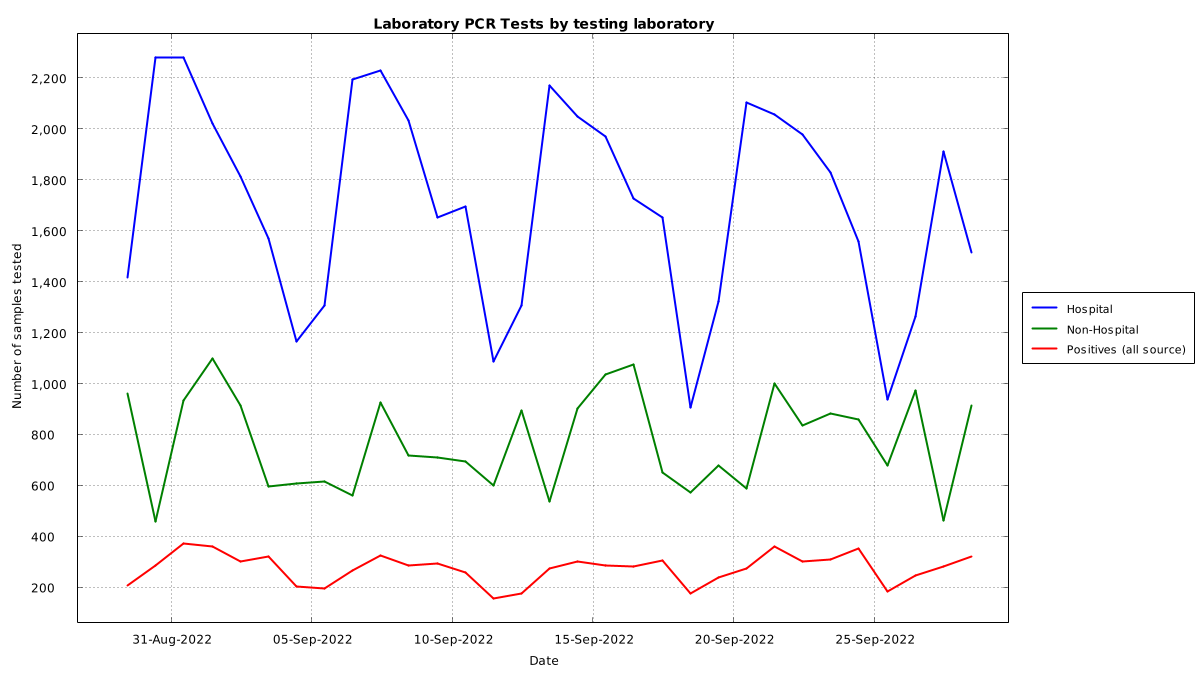 Laboratory PCR Tests by testing laboratory
2,200
2,000
1,800
1,600
1,400
1,200
1,000
800
600
400
200
Number of samples tested
31-Aug-2022 05-Sep-2022 10-Sep-2022 15-Sep-2022 20-Sep-2022 25-Sep-2022
Date
Hospital
Non-Hospital
Positives (all source)